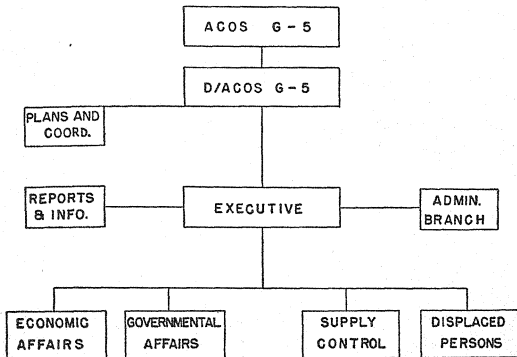 ACOS G-5
D/ACOS G-5
PLANS AND
COORD.
REPORTS
& INFO.
EXECUTIVE
ADMIN.
BRANCH
ECONOMIC
AFFAIRS
GOVERNMENTAL
AFFAIRS
SUPPLY
CONTROL
DISPLACED
PERSONS